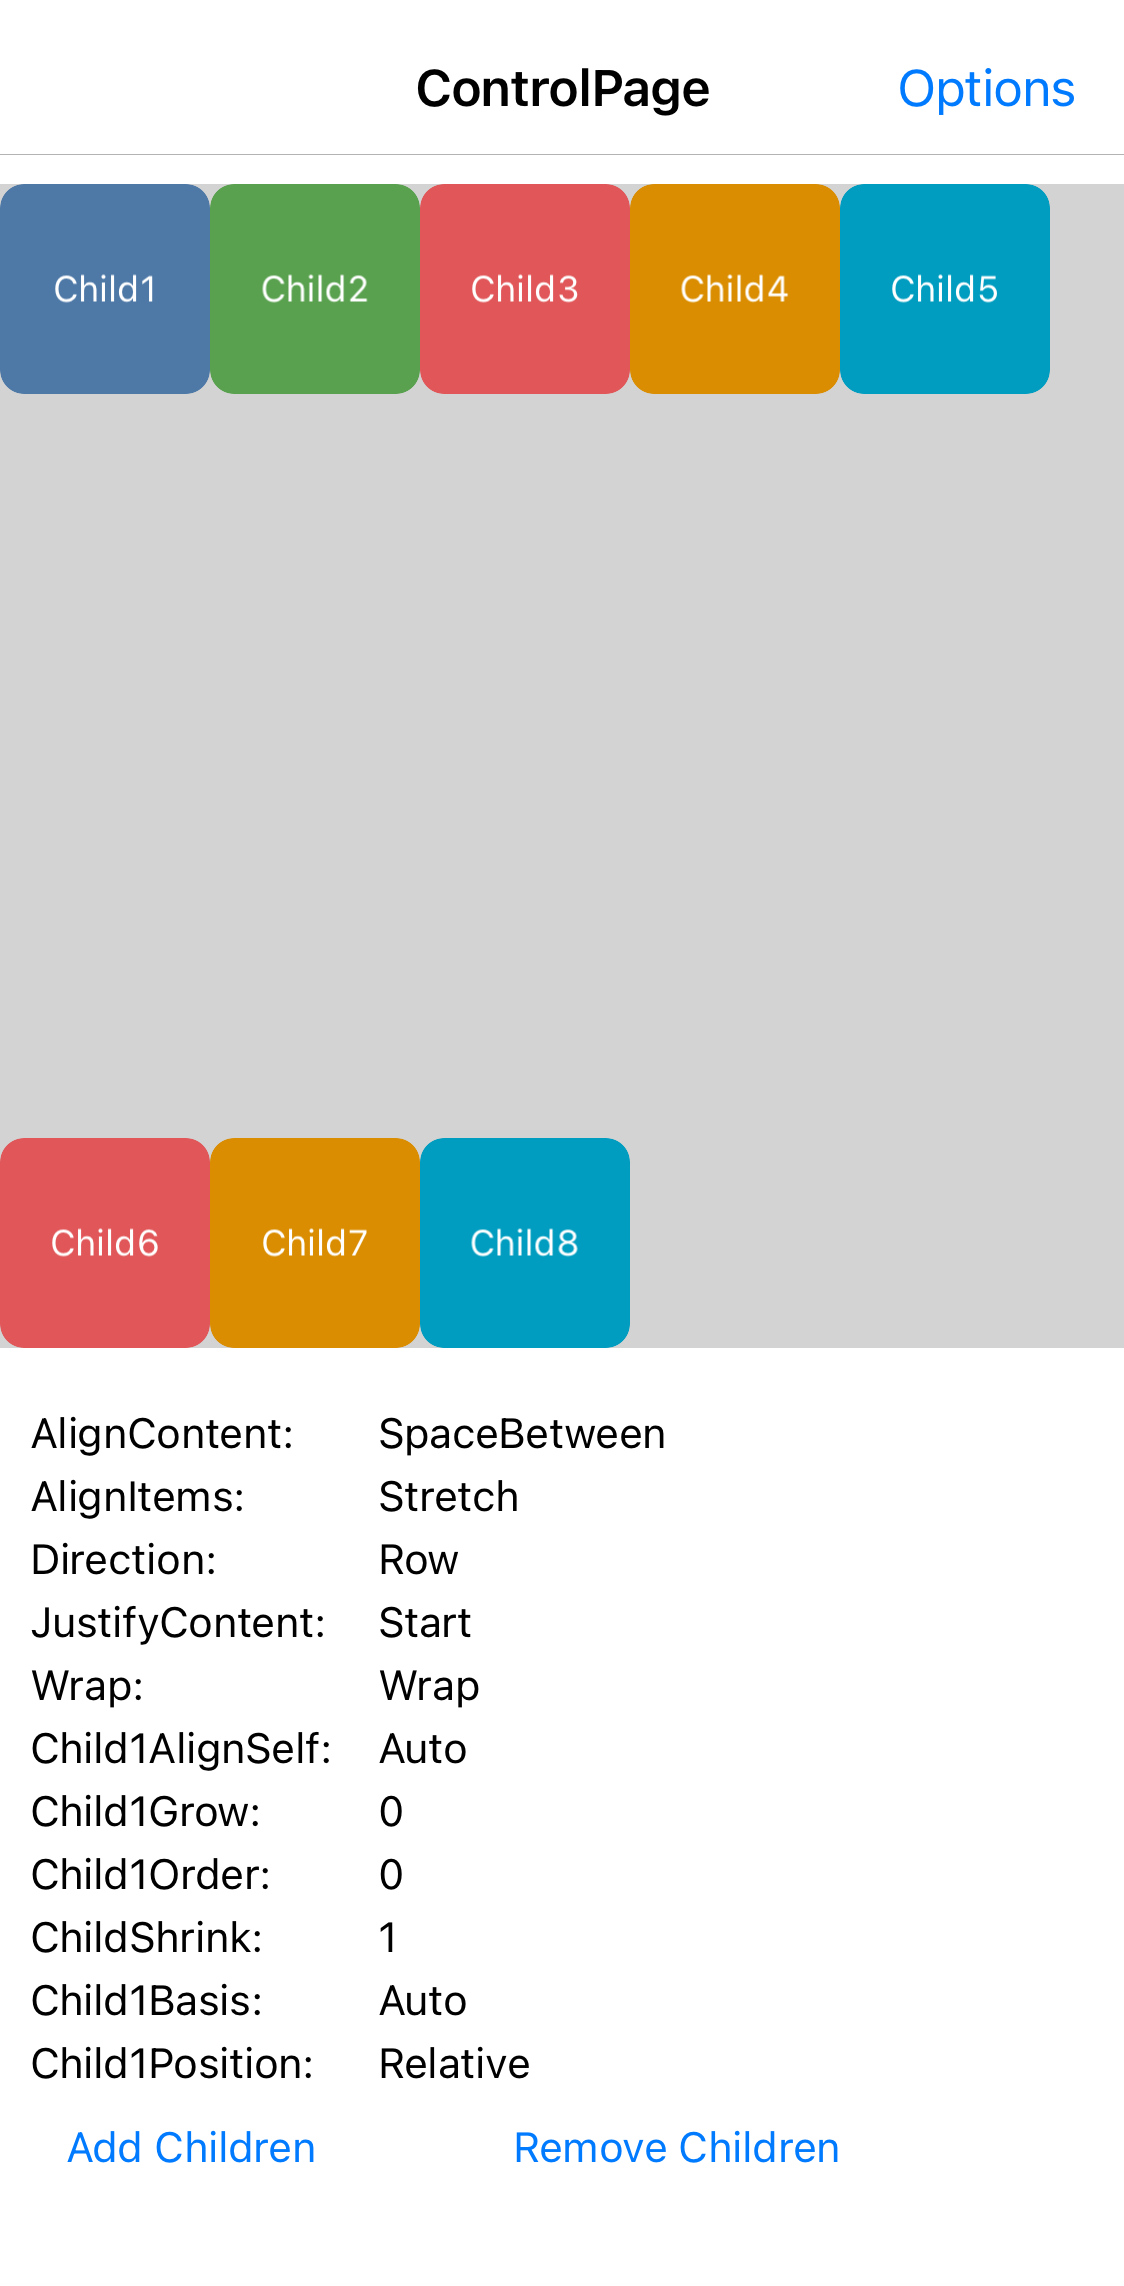 ControlPage Options
Child1 Child2 Child3 Child4 Child5
Child6 Child7 Child8
AlignContent: SpaceBetween
AlignItems: Stretch
Direction: Row
JustifyContent: Start
Wrap: Wrap
Child1AlignSelf: Auto
Child1Grow: 0
Child1Order: 0
ChildShrink: 1
Child1Basis: Auto
Child1Position: Relative
Add Children Remove Children